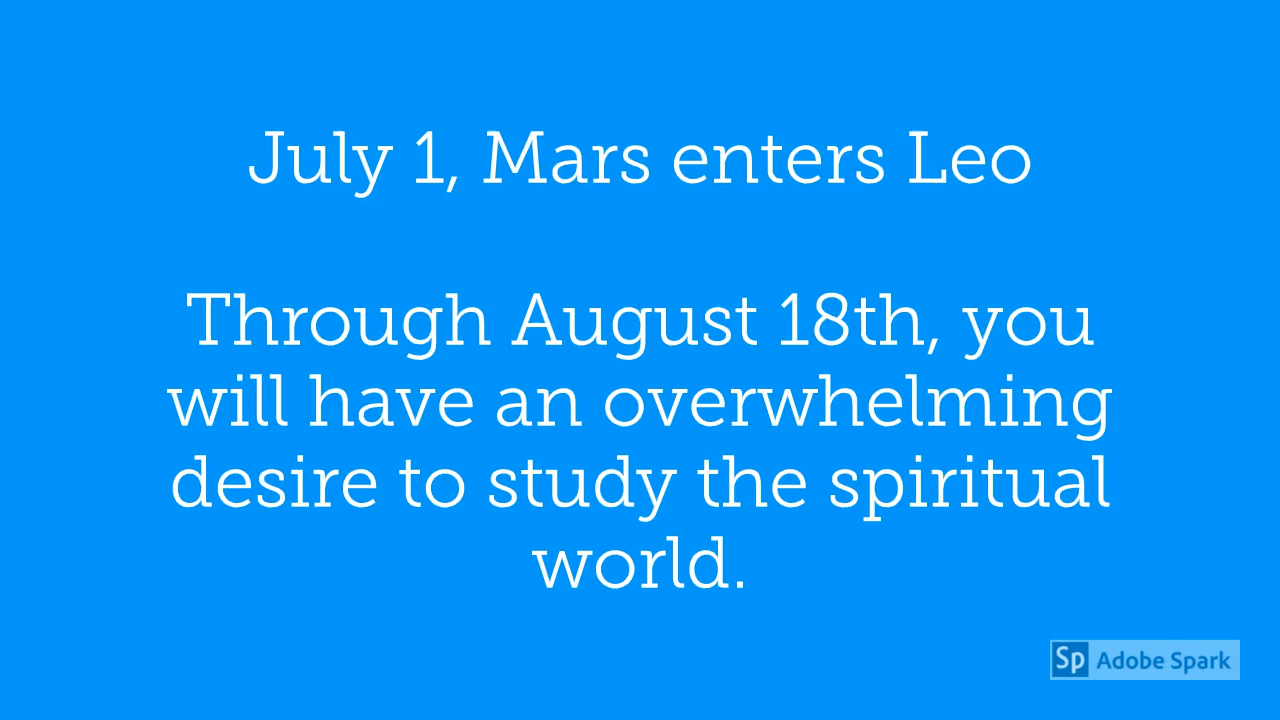 July 1, Mars enters Leo
Through August 18th, you
will have an overwhelming
desire to study the spiritual
world.
Sp Adobe Spark